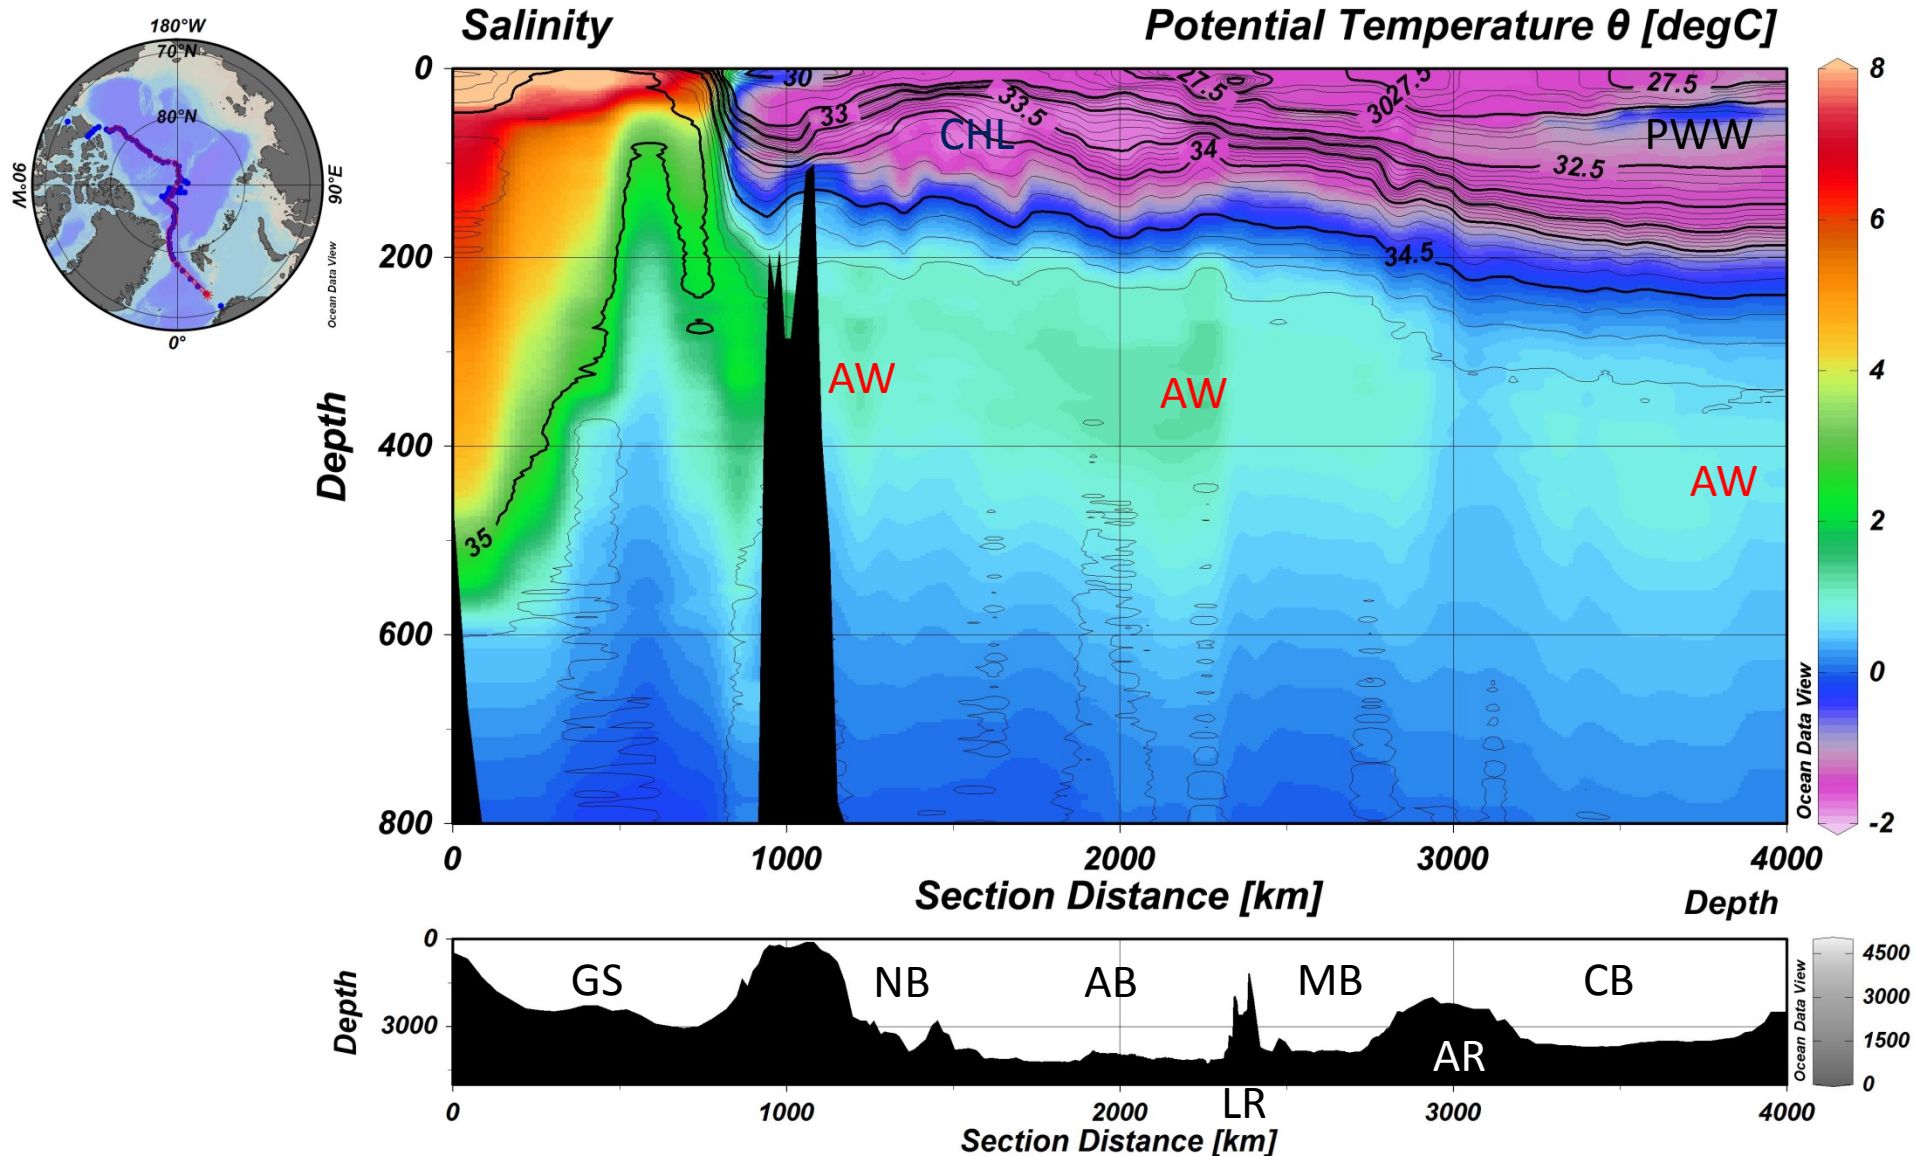 Salinity
Potential Temperature θ [degC]
180°W
70°N
80°N
90°W
90°E
0°
Ocean Data View
0
200
400
600
800
Depth
30
33
33.5
27.5
34
3027.5
27.5
32.5
34.5
35
CHL
PWW
AW
AW
AW
8
6
4
2
0
-2
Ocean Data View
0
1000
2000
3000
4000
Section Distance [km]
Depth
0
3000
Depth
GS
NB
AB
MB
CB
AR
LR
Ocean Data View
4500
3000
1500
0
0
1000
2000
3000
4000
Section Distance [km]